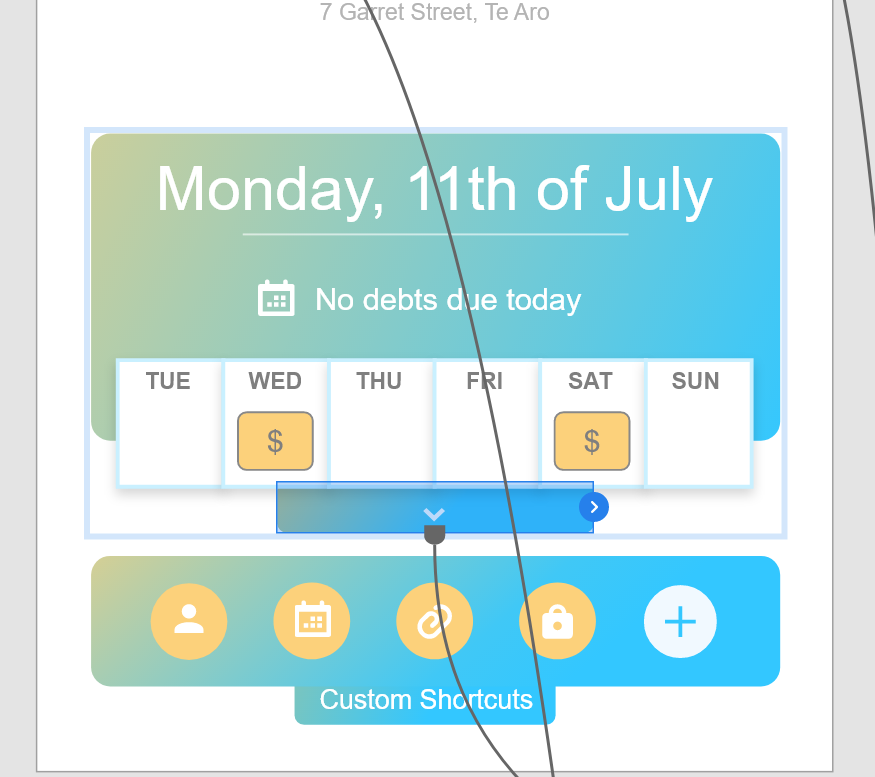 7 Garret Street, Te Aro
Monday, 11th of July
No debts due today
TUE WED THU FRI SAT SUN
$ $
Custom Shortcuts